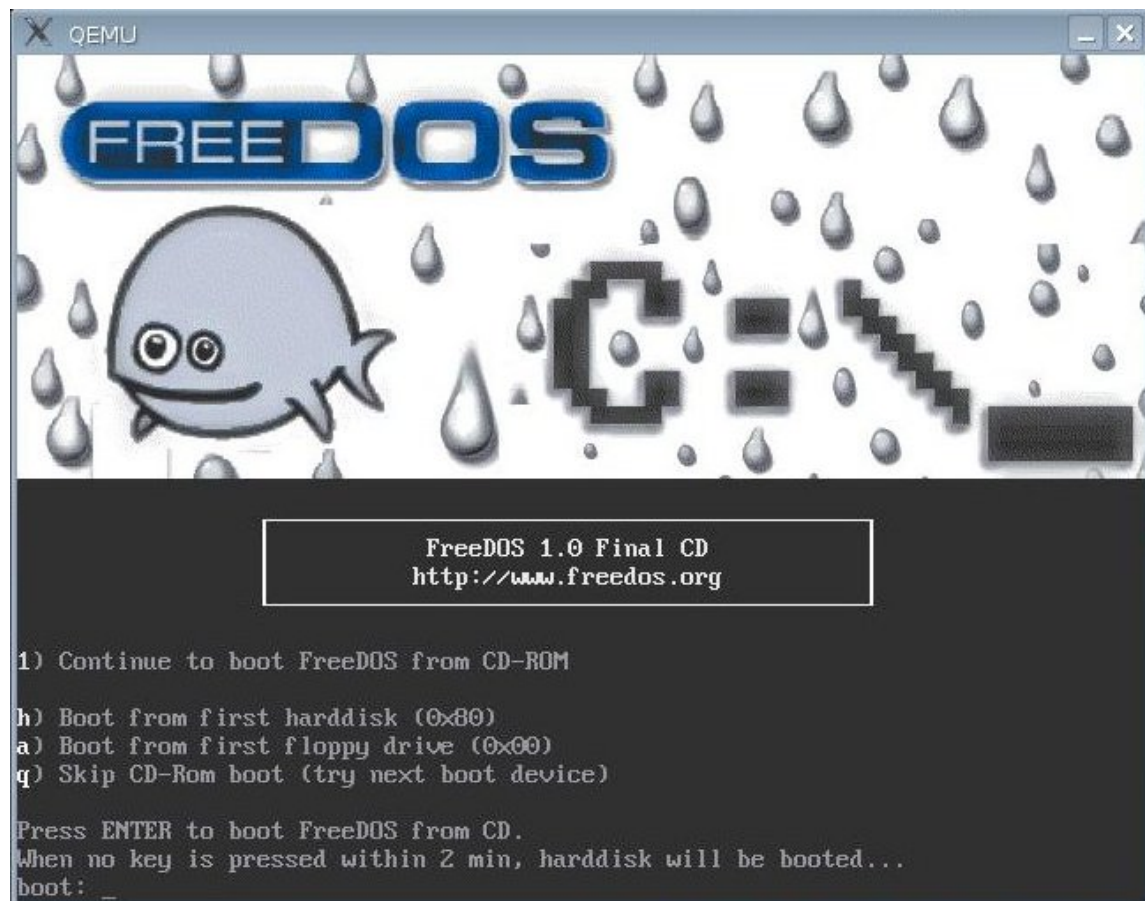 QEMU
FREEDOS
C:\_
FreeDOS 1.0 Final CD
http://www.freedos.org
1) Continue to boot FreeDOS from CD-ROM
h) Boot from first harddisk (0x80)
a) Boot from first floppy drive (0x00)
q) Skip CD-Rom boot (try next boot device)
Press ENTER to boot FreeDOS from CD.
When no key is pressed within 2 min, harddisk will be booted...
boot: _